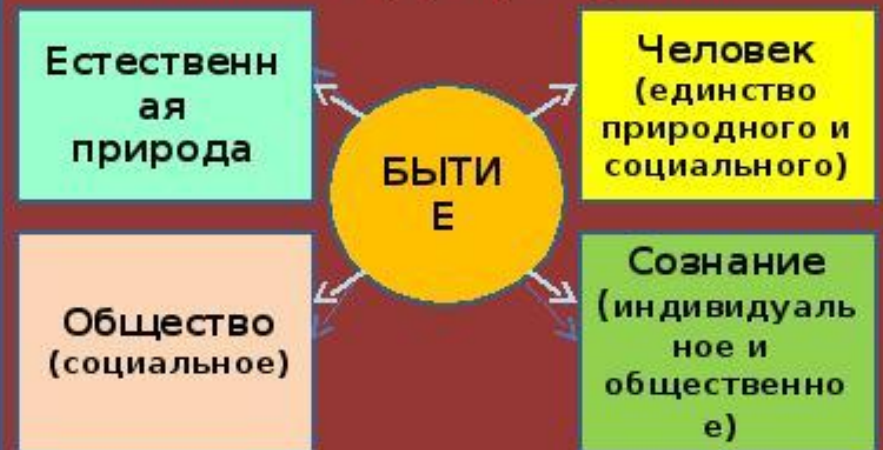 Естественн
ая
природа
Человек
(единство
природного и
социального)
БЫТИ
Е
Общество
(социальное)
Сознание
(индивидуаль
ное и
общественно
е)